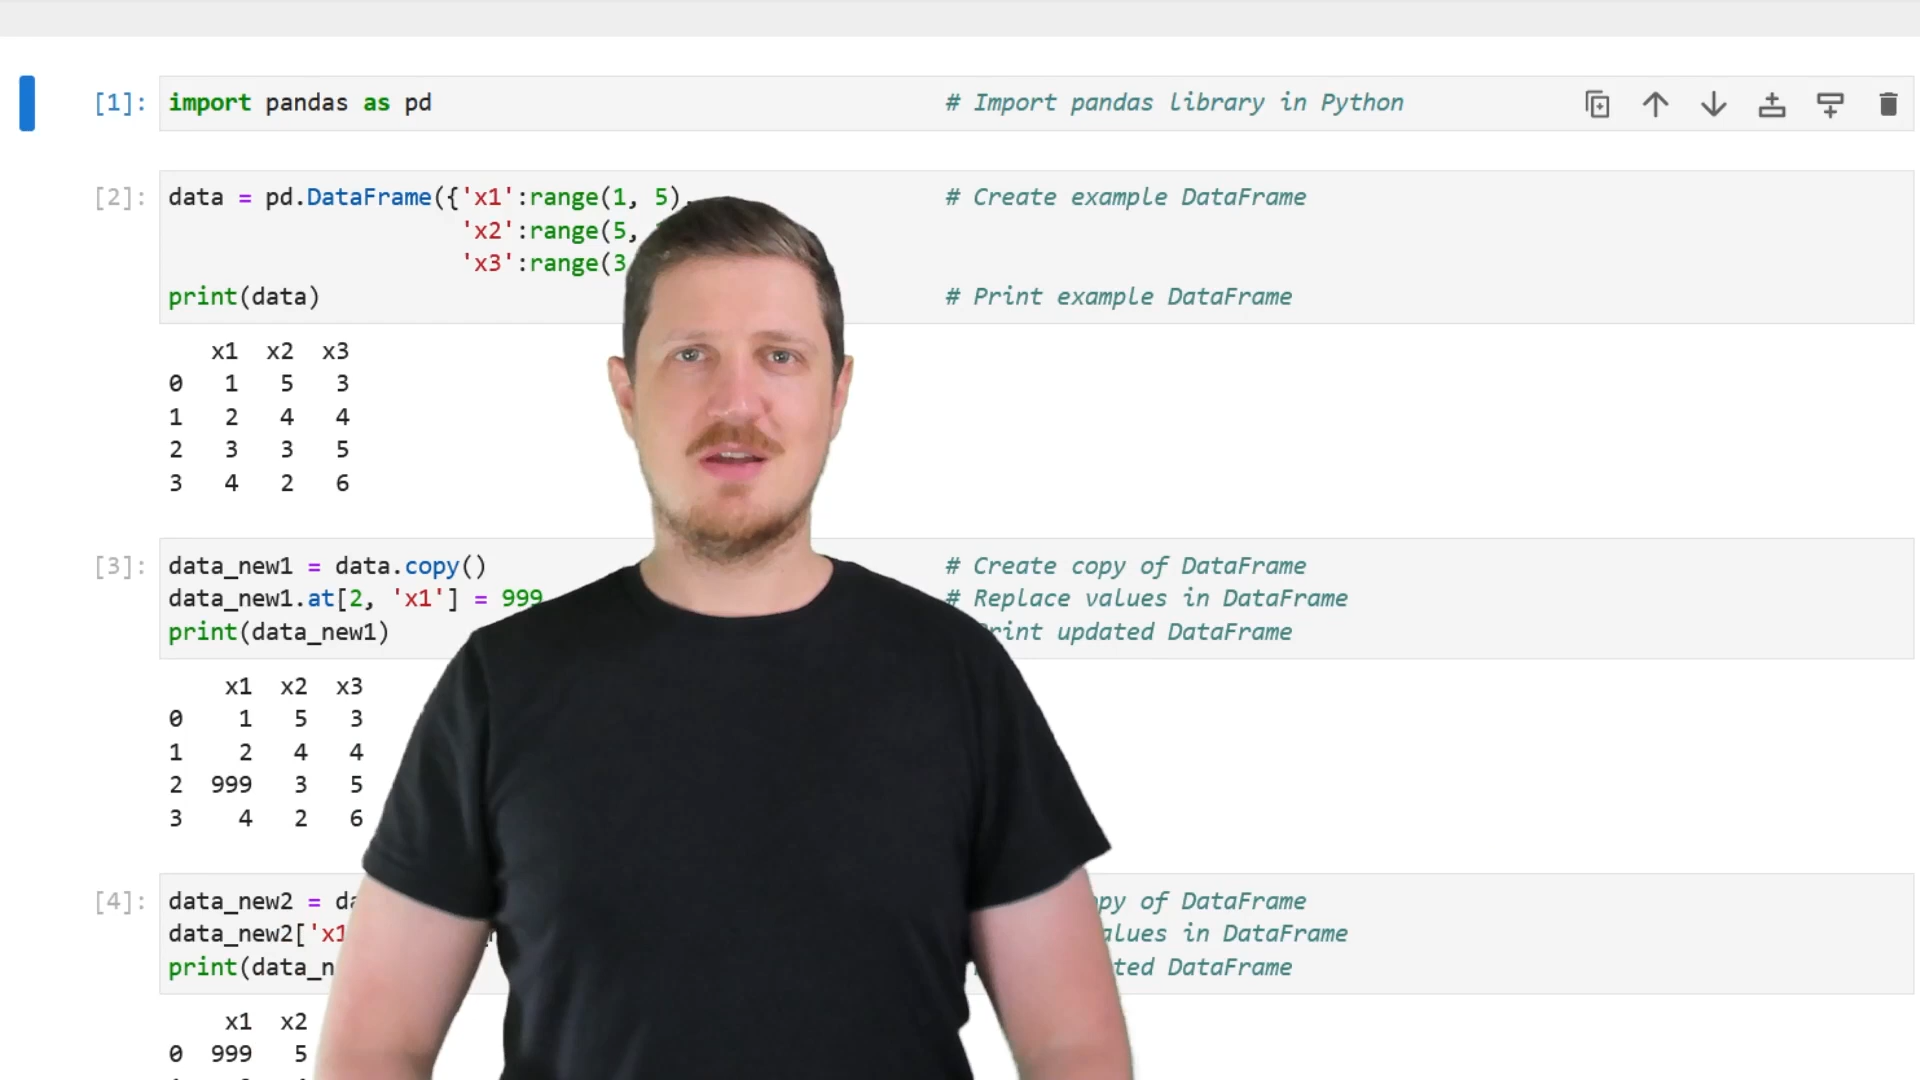 [1]: import pandas as pd # Import pandas library in Python
[2]: data = pd.DataFrame({'x1':range(1, 5), # Create example DataFrame
'x2':range(5,
'x3':range(3
print(data) # Print example DataFrame
x1 x2 x3
0 1 5 3
1 2 4 4
2 3 3 5
3 4 2 6
[3]: data_new1 = data.copy() # Create copy of DataFrame
data_new1.at[2, 'x1'] = 999 # Replace values in DataFrame
print(data_new1) Print updated DataFrame
x1 x2 x3
0 1 5 3
1 2 4 4
2 999 3 5
3 4 2 6
[4]: data_new2 = of DataFrame
data_new2['x1 in DataFrame
print( DataFrame
x1 x2
0 999 5